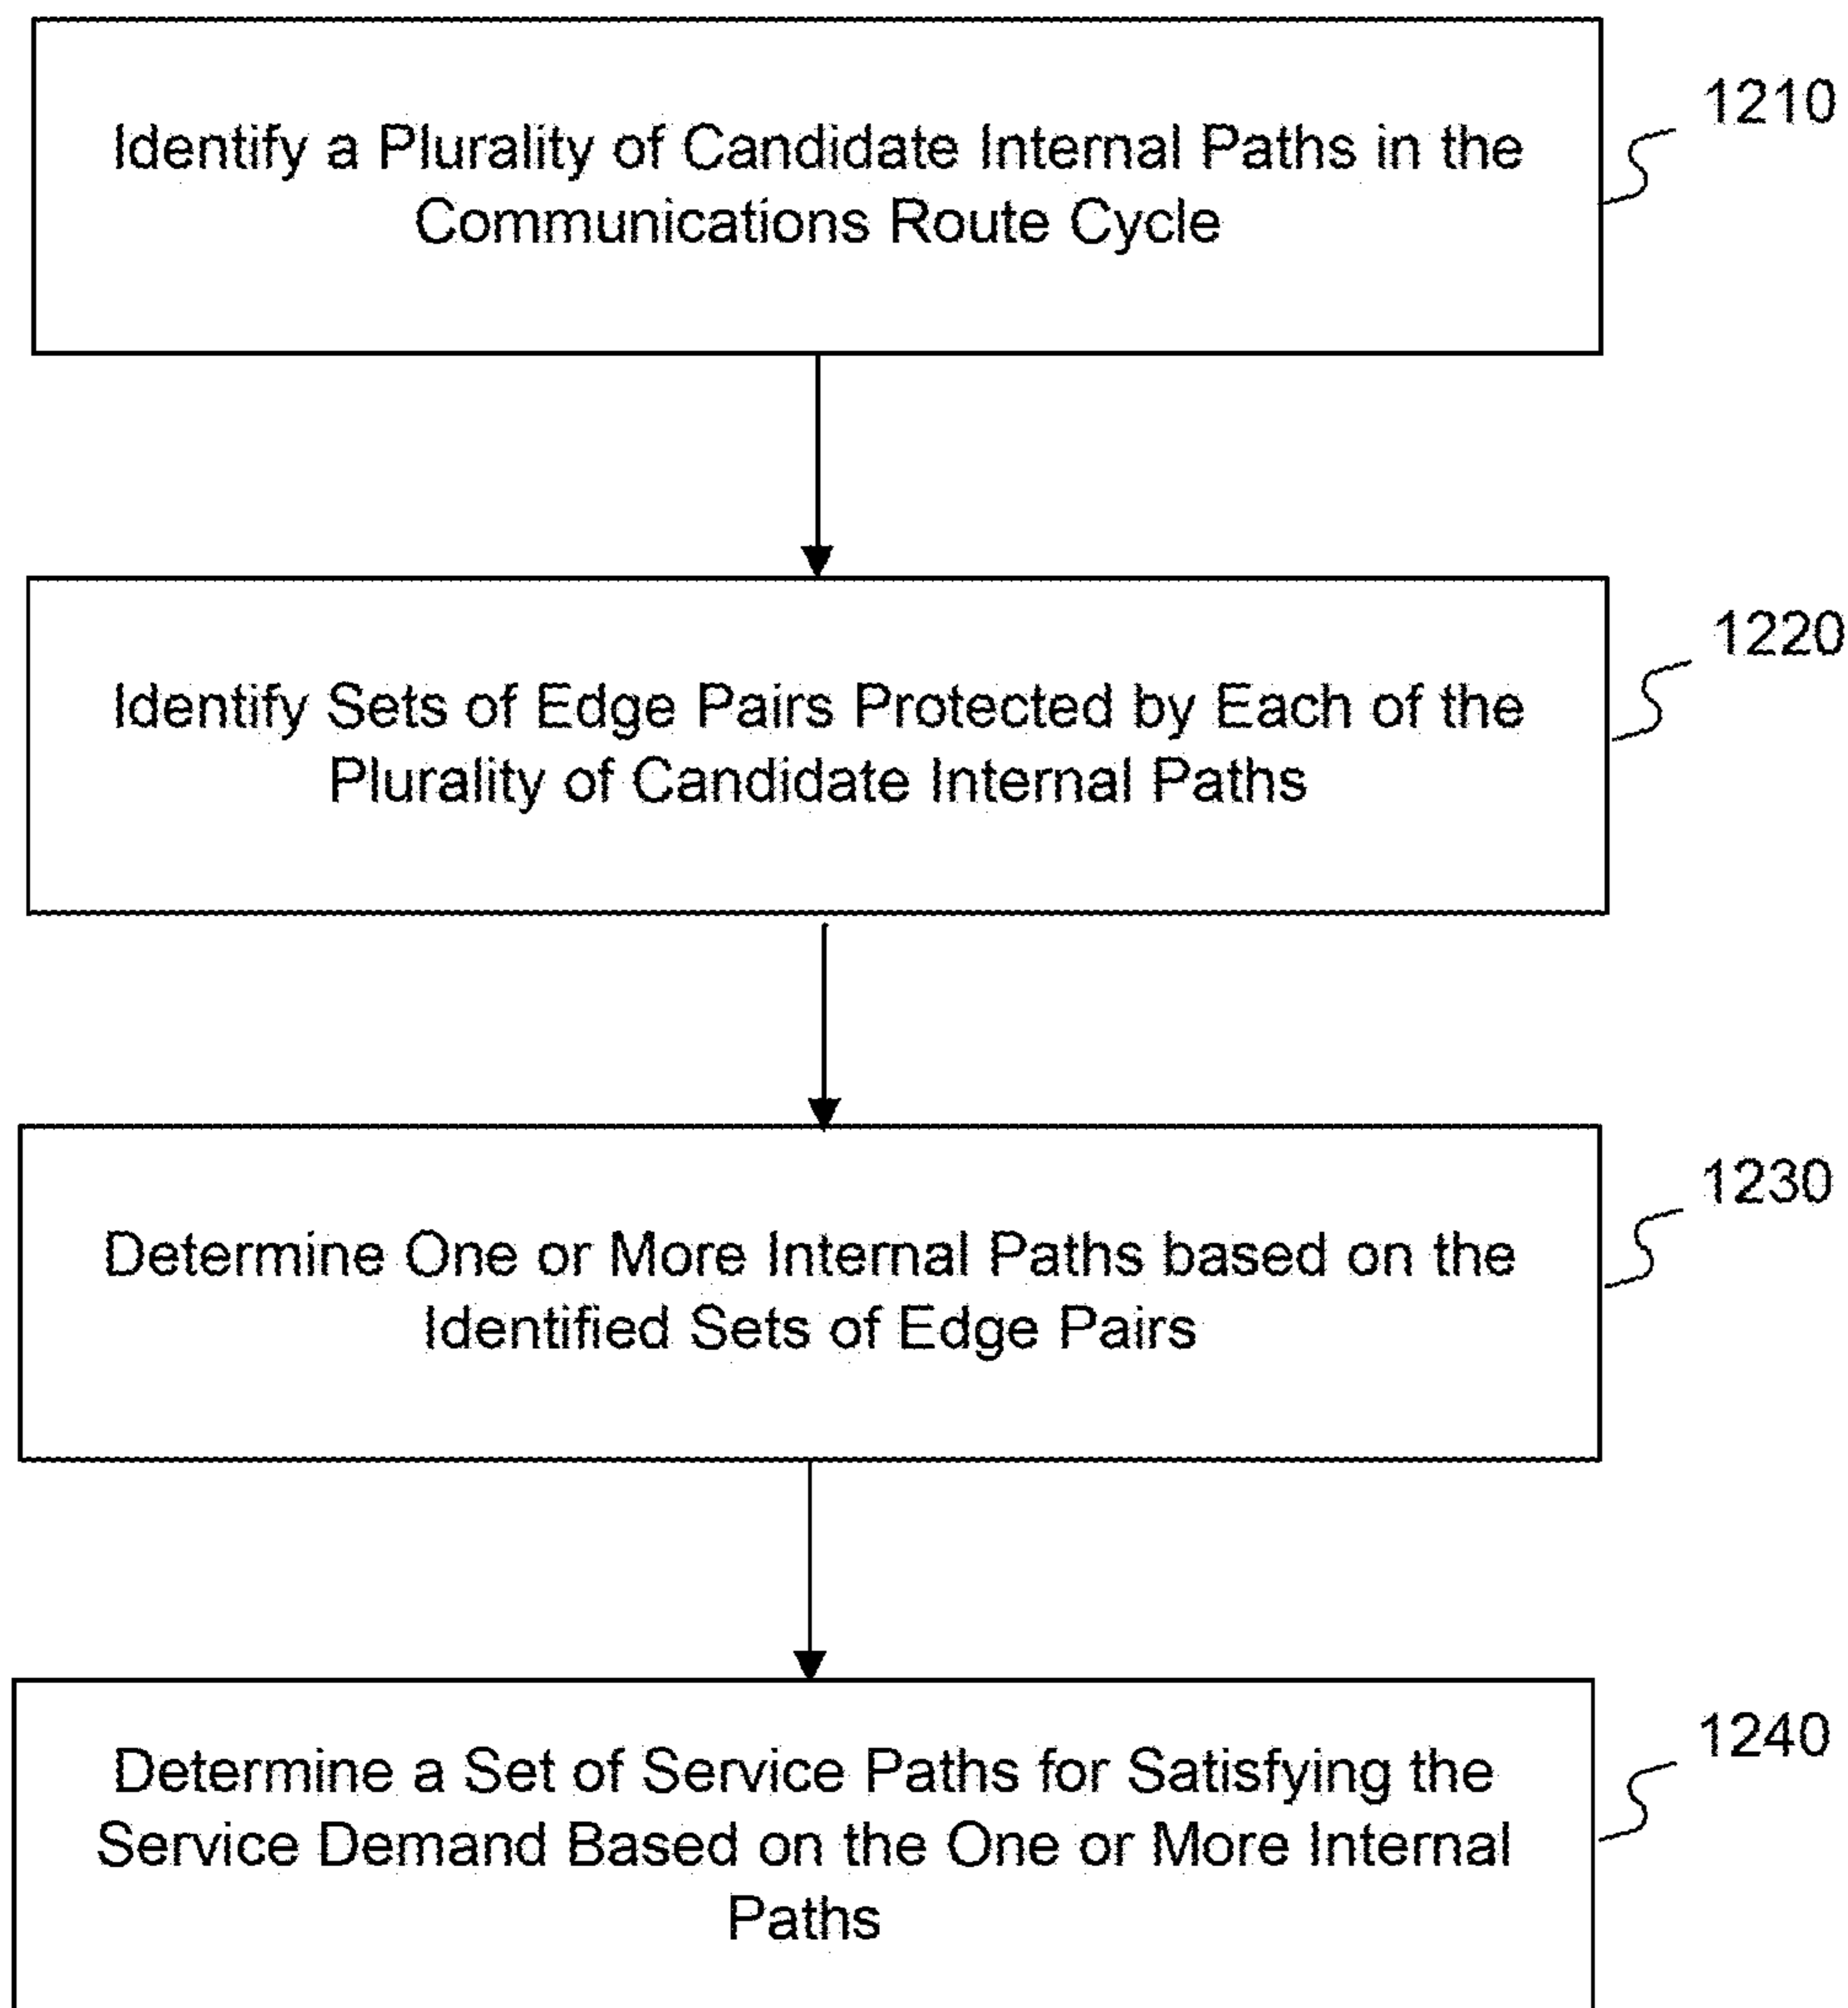 Identify a Plurality of Candidate Internal Paths in the
Communications Route Cycle
1210
Identify Sets of Edge Pairs Protected by Each of the
Plurality of Candidate Internal Paths
1220
Determine One or More Internal Paths based on the
Identified Sets of Edge Pairs
1230
Determine a Set of Service Paths for Satisfying the
Service Demand Based on the One or More Internal
Paths
1240